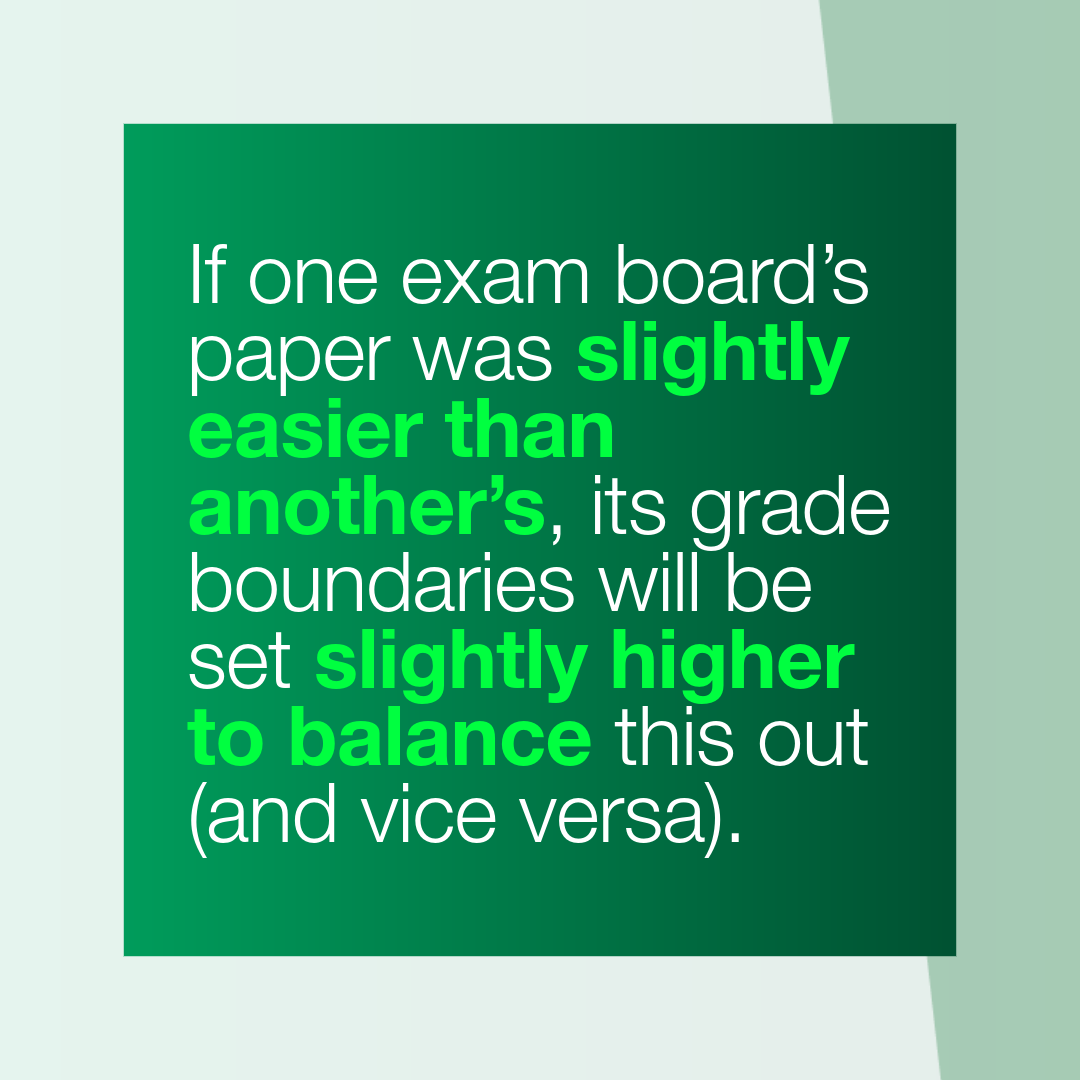 If one exam board’s
paper was slightly
easier than
another’s, its grade
boundaries will be
set slightly higher
to balance this out
(and vice versa).